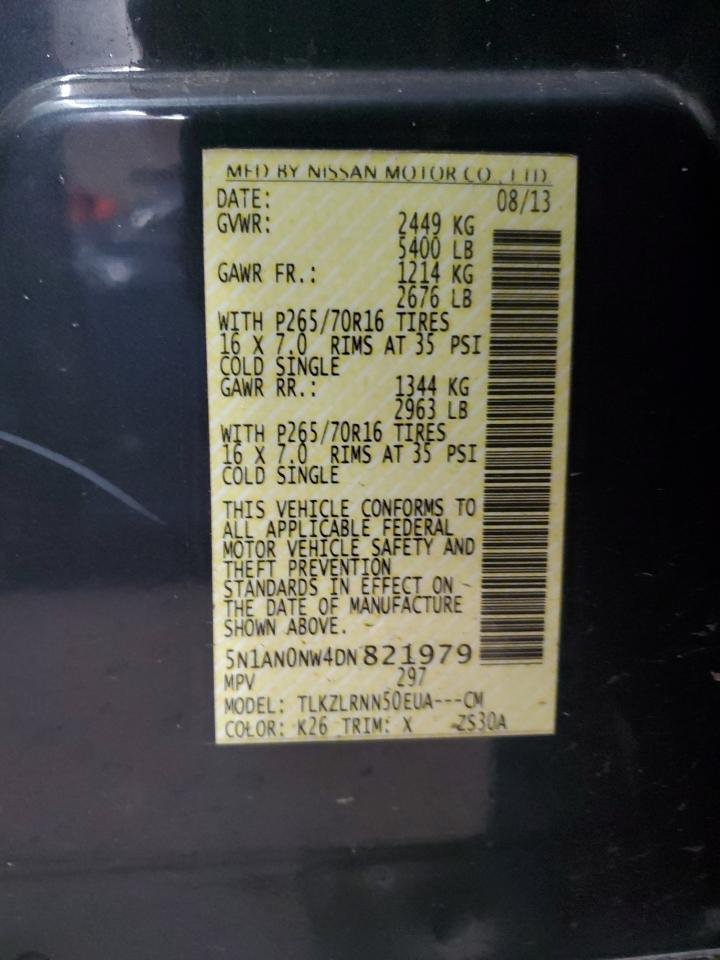 MFD BY NISSAN MOTOR CO., LTD.
DATE: 08/13
GVWR: 2449 KG
5400 LB
GAWR FR.: 1214 KG
2676 LB
WITH P265/70R16 TIRES
16 X 7.0 RIMS AT 35 PSI
COLD SINGLE
GAWR RR.: 1344 KG
2963 LB
WITH P265/70R16 TIRES
16 X 7.0 RIMS AT 35 PSI
COLD SINGLE
THIS VEHICLE CONFORMS TO
ALL APPLICABLE FEDERAL
MOTOR VEHICLE SAFETY AND
THEFT PREVENTION
STANDARDS IN EFFECT ON
THE DATE OF MANUFACTURE
SHOWN ABOVE.
5N1AN0NW4DN821979
MPV 297
MODEL: TLKZLRNN50EUA---CM
COLOR: K26 TRIM: X ZS30A